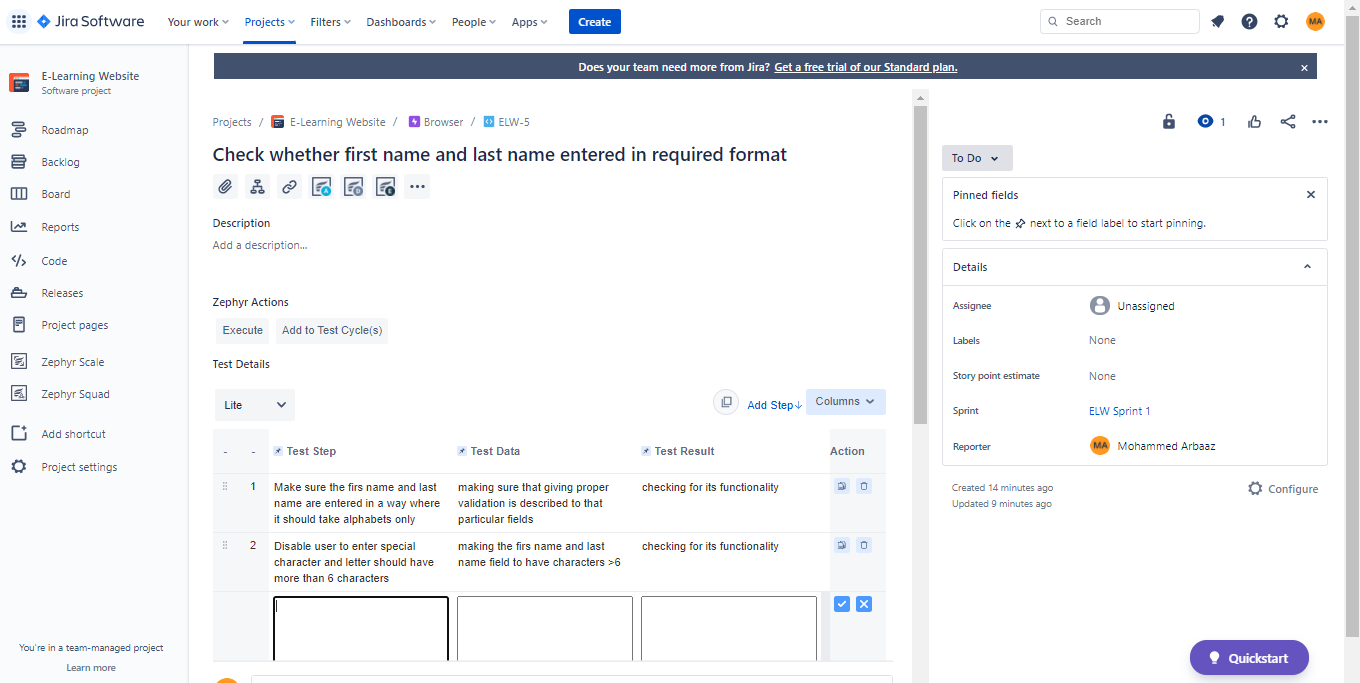 Jira Software
Your work
Projects
Filters
Dashboards
People
Apps
Create
Search
MA
Does your team need more from Jira? Get a free trial of our Standard plan.
E-Learning Website
Software project
Roadmap
Backlog
Board
Reports
Code
Releases
Project pages
Zephyr Scale
Zephyr Squad
Add shortcut
Project settings
You're in a team-managed project
Learn more
Projects / E-Learning Website / Browser / ELW-5
Check whether first name and last name entered in required format
Description
Add a description...
Zephyr Actions
Execute
Add to Test Cycle(s)
Test Details
Lite
Add Step
Columns
- - Test Step Test Data Test Result Action
1
Make sure the firs name and last
name are entered in a way where
it should take alphabets only
making sure that giving proper
validation is described to that
particular fields
checking for its functionality
2
Disable user to enter special
character and letter should have
more than 6 characters
making the firs name and last
name field to have characters >6
checking for its functionality
1
To Do
Pinned fields
Click on the next to a field label to start pinning.
Details
Assignee
Unassigned
Labels
None
Story point estimate
None
Sprint
ELW Sprint 1
Reporter
MA Mohammed Arbaaz
Created 14 minutes ago
Updated 9 minutes ago
Configure
Quickstart